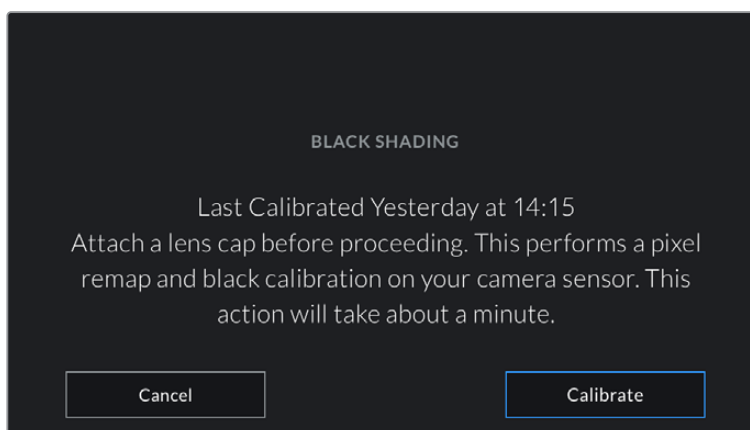 BLACK SHADING
Last Calibrated Yesterday at 14:15
Attach a lens cap before proceeding. This performs a pixel
remap and black calibration on your camera sensor. This
action will take about a minute.
Cancel
Calibrate